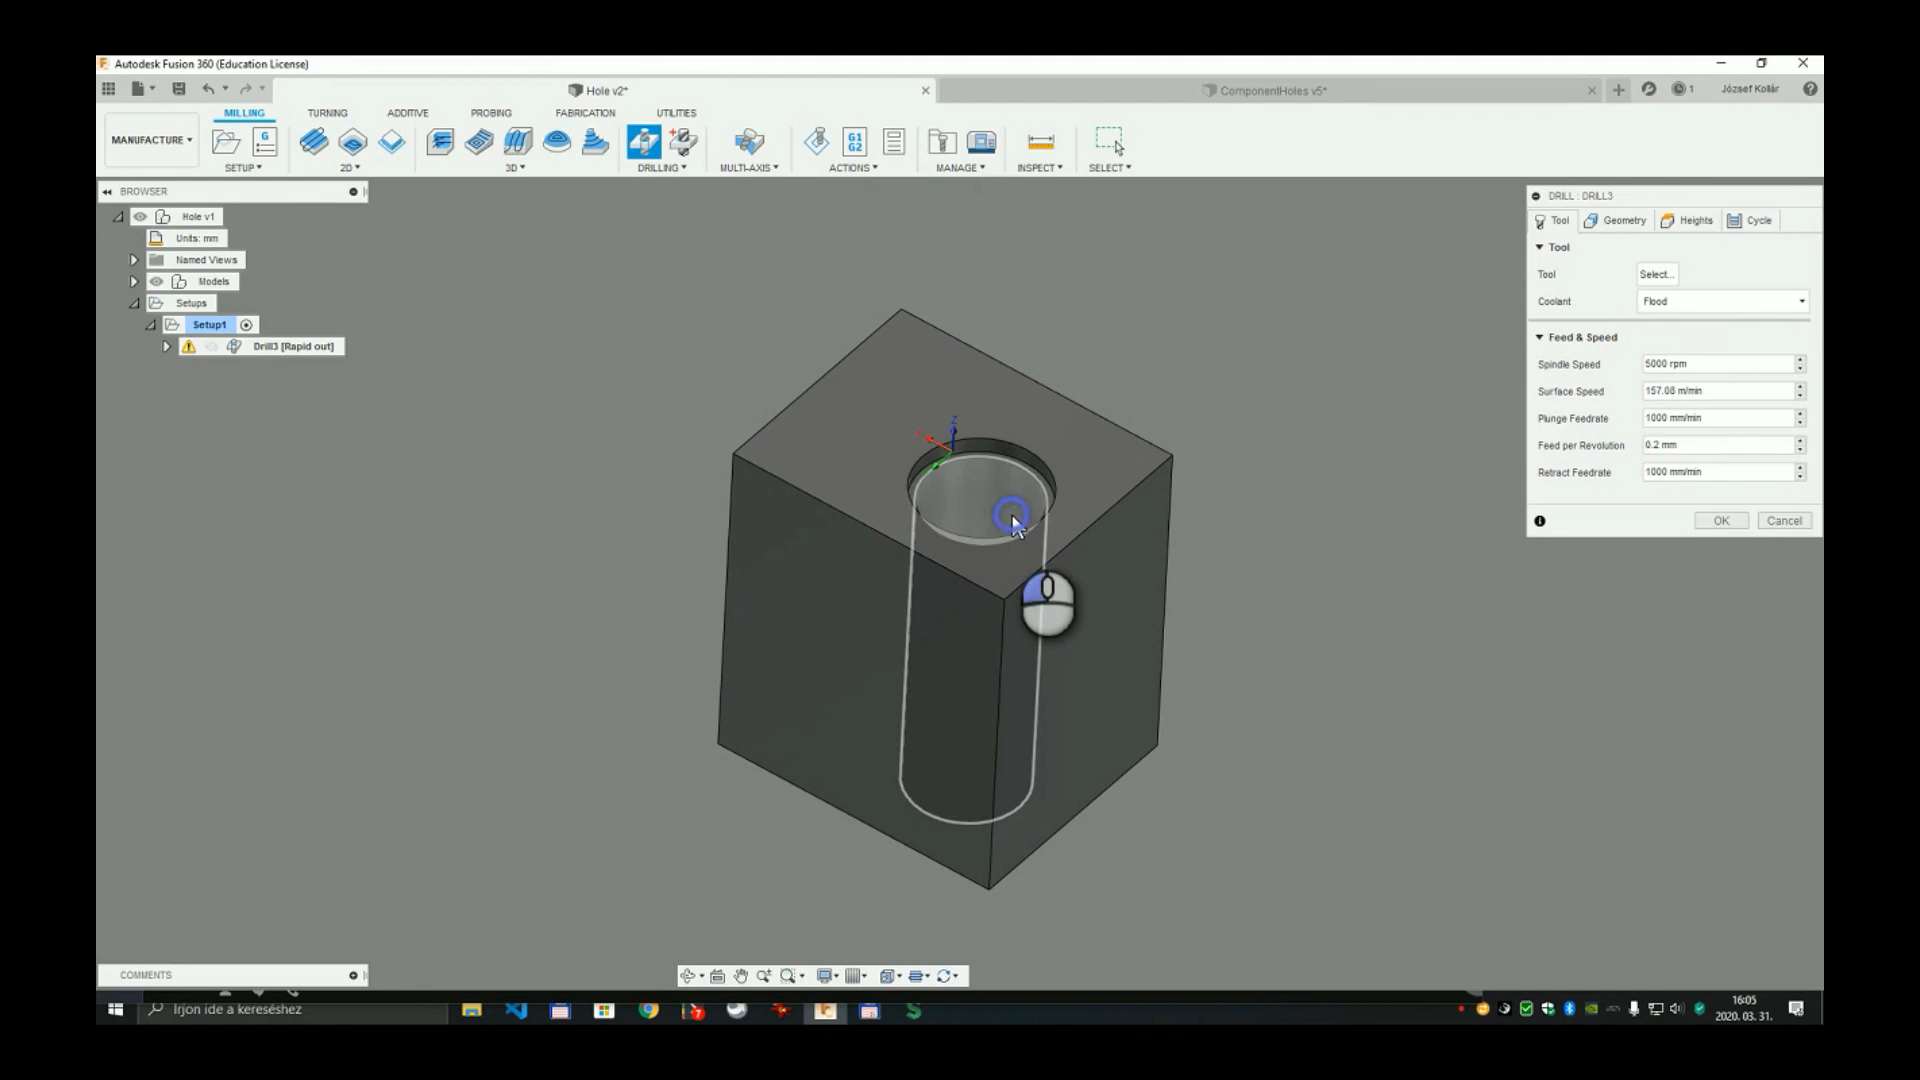 Autodesk Fusion 360 (Education License)
Hole v2*
ComponentHoles v5*
1
József Kollár
MILLING
TURNING
ADDITIVE
PROBING
FABRICATION
UTILITIES
MANUFACTURE
G
G1
G2
SETUP
2D
3D
DRILLING
MULTI-AXIS
ACTIONS
MANAGE
INSPECT
SELECT
BROWSER
Hole v1
Units: mm
Named Views
Models
Setups
Setup1
Drill3 [Rapid out]
Z
DRILL : DRILL3
Tool
Geometry
Heights
Cycle
Tool
Tool
Select...
Coolant
Flood
Feed & Speed
Spindle Speed
5000 rpm
Surface Speed
157.08 m/min
Plunge Feedrate
1000 mm/min
Feed per Revolution
0.2 mm
Retract Feedrate
1000 mm/min
OK
Cancel
COMMENTS
Írjon ide a kereséshez
7
16:05
2020. 03. 31.